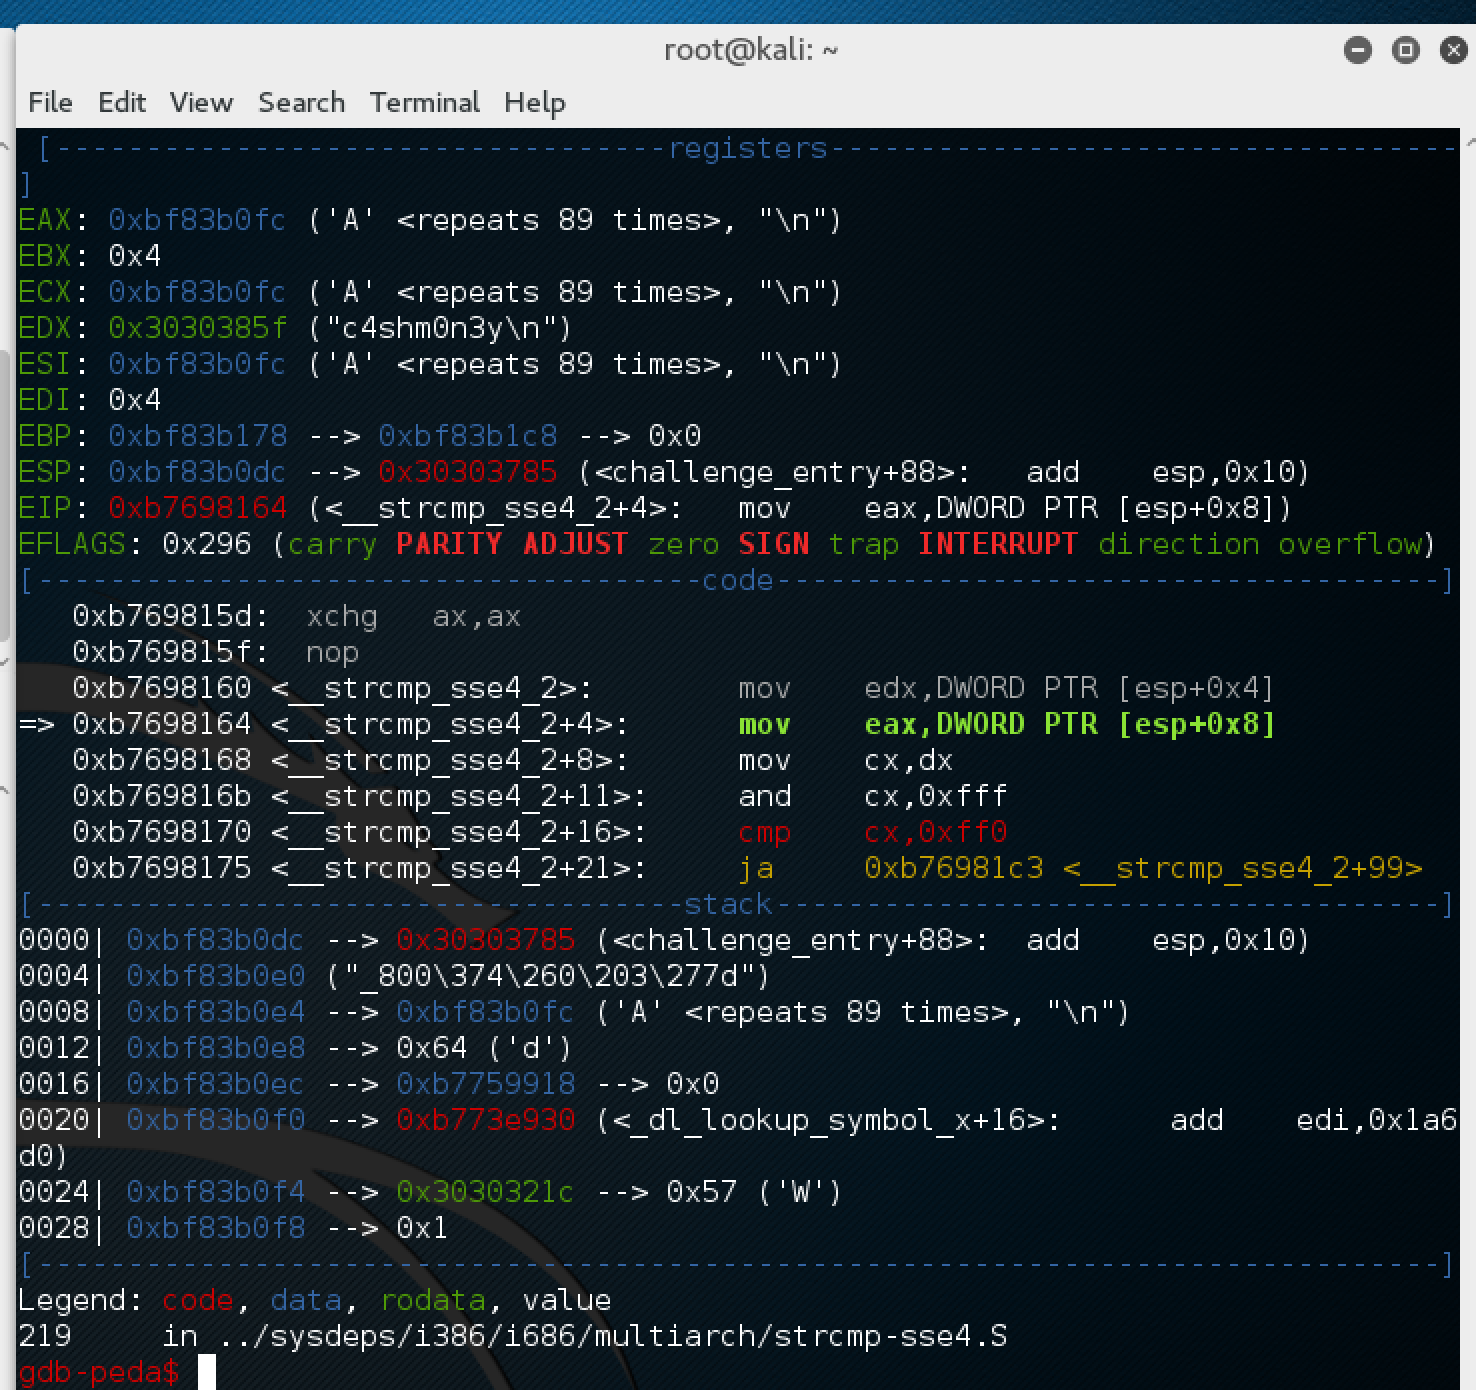 root@kali: ~
File Edit View Search Terminal Help
[----------------------------------registers-----------------------------------
]
EAX: 0xbf83b0fc ('A' <repeats 89 times>, "\n")
EBX: 0x4
ECX: 0xbf83b0fc ('A' <repeats 89 times>, "\n")
EDX: 0x3030385f ("c4shm0n3y\n")
ESI: 0xbf83b0fc ('A' <repeats 89 times>, "\n")
EDI: 0x4
EBP: 0xbf83b178 --> 0xbf83b1c8 --> 0x0
ESP: 0xbf83b0dc --> 0x30303785 (<challenge_entry+88>:	add    esp,0x10)
EIP: 0xb7698164 (<__strcmp_sse4_2+4>:	mov    eax,DWORD PTR [esp+0x8])
EFLAGS: 0x296 (carry PARITY ADJUST zero SIGN trap INTERRUPT direction overflow)
[-------------------------------------code-------------------------------------]
   0xb769815d:	xchg   ax,ax
   0xb769815f:	nop
   0xb7698160 <__strcmp_sse4_2>:	mov    edx,DWORD PTR [esp+0x4]
=> 0xb7698164 <__strcmp_sse4_2+4>:	mov    eax,DWORD PTR [esp+0x8]
   0xb7698168 <__strcmp_sse4_2+8>:	mov    cx,dx
   0xb769816b <__strcmp_sse4_2+11>:	and    cx,0xfff
   0xb7698170 <__strcmp_sse4_2+16>:	cmp    cx,0xff0
   0xb7698175 <__strcmp_sse4_2+21>:	ja     0xb76981c3 <__strcmp_sse4_2+99>
[------------------------------------stack-------------------------------------]
0000| 0xbf83b0dc --> 0x30303785 (<challenge_entry+88>:	add    esp,0x10)
0004| 0xbf83b0e0 ("_800\374\260\203\277d")
0008| 0xbf83b0e4 --> 0xbf83b0fc ('A' <repeats 89 times>, "\n")
0012| 0xbf83b0e8 --> 0x64 ('d')
0016| 0xbf83b0ec --> 0xb7759918 --> 0x0
0020| 0xbf83b0f0 --> 0xb773e930 (<_dl_lookup_symbol_x+16>:	add    edi,0x1a6
d0)
0024| 0xbf83b0f4 --> 0x3030321c --> 0x57 ('W')
0028| 0xbf83b0f8 --> 0x1
[------------------------------------------------------------------------------]
Legend: code, data, rodata, value
219	in ../sysdeps/i386/i686/multiarch/strcmp-sse4.S
gdb-peda$